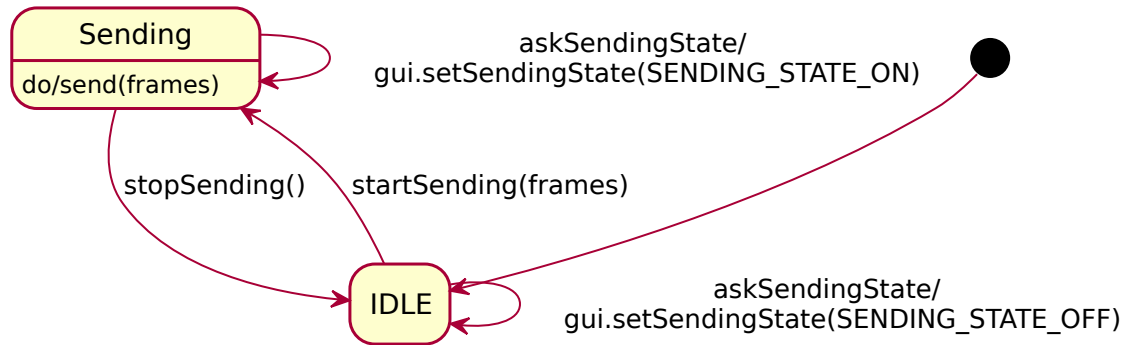 Sending
do/send(frames)
askSendingState/
gui.setSendingState(SENDING_STATE_ON)
stopSending()
startSending(frames)
IDLE
askSendingState/
gui.setSendingState(SENDING_STATE_OFF)